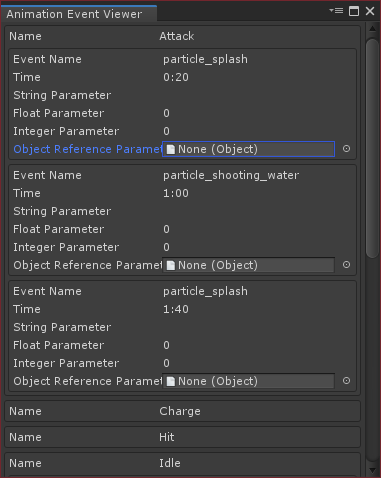 Animation Event Viewer
Name Attack
Event Name particle_splash
Time 0:20
String Parameter
Float Parameter 0
Integer Parameter 0
Object Reference Paramet None (Object)
Event Name particle_shooting_water
Time 1:00
String Parameter
Float Parameter 0
Integer Parameter 0
Object Reference Paramet None (Object)
Event Name particle_splash
Time 1:40
String Parameter
Float Parameter 0
Integer Parameter 0
Object Reference Paramet None (Object)
Name Charge
Name Hit
Name Idle